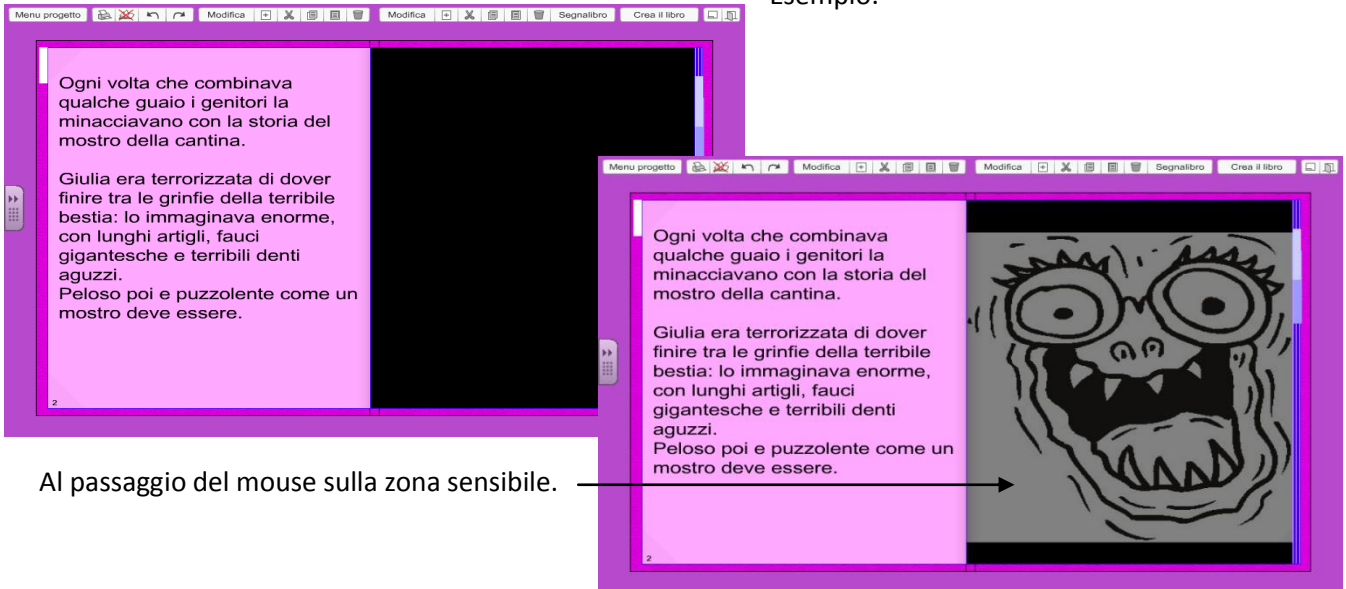 Esempio:
Menu progetto Modifica Modifica Segnalibro Crea il libro
Ogni volta che combinava
qualche guaio i genitori la
minacciavano con la storia del
mostro della cantina.
Giulia era terrorizzata di dover
finire tra le grinfie della terribile
bestia: lo immaginava enorme,
con lunghi artigli, fauci
gigantesche e terribili denti
aguzzi.
Peloso poi e puzzolente come un
mostro deve essere.
2
Menu progetto Modifica Modifica Segnalibro Crea il libro
Ogni volta che combinava
qualche guaio i genitori la
minacciavano con la storia del
mostro della cantina.
Giulia era terrorizzata di dover
finire tra le grinfie della terribile
bestia: lo immaginava enorme,
con lunghi artigli, fauci
gigantesche e terribili denti
aguzzi.
Peloso poi e puzzolente come un
mostro deve essere.
2
Al passaggio del mouse sulla zona sensibile.